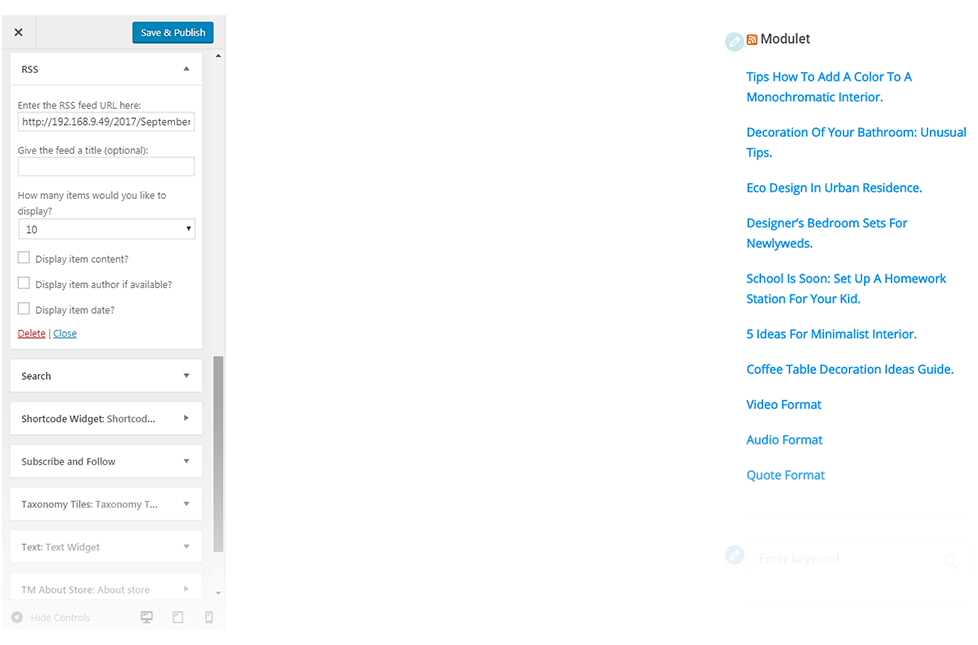 Save & Publish
RSS
Enter the RSS feed URL here:
http://192.168.9.49/2017/September
Give the feed a title (optional):
How many items would you like to
display?
10
Display item content?
Display item author if available?
Display item date?
Delete | Close
Search
Shortcode Widget: Shortcod...
Subscribe and Follow
Taxonomy Tiles: Taxonomy T...
Text: Text Widget
TM About Store: About store
Hide Controls
Modulet
Tips How To Add A Color To A
Monochromatic Interior.
Decoration Of Your Bathroom: Unusual
Tips.
Eco Design In Urban Residence.
Designer’s Bedroom Sets For
Newlyweds.
School Is Soon: Set Up A Homework
Station For Your Kid.
5 Ideas For Minimalist Interior.
Coffee Table Decoration Ideas Guide.
Video Format
Audio Format
Quote Format
Enter keyword